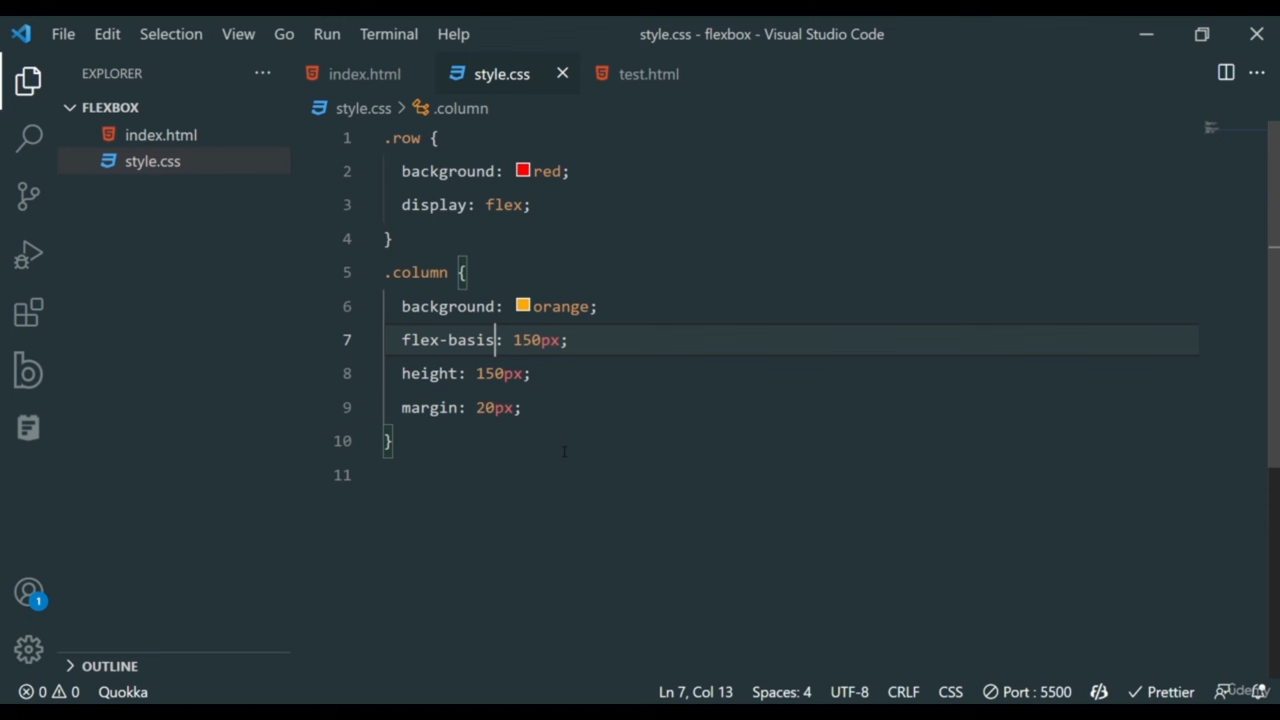 File Edit Selection View Go Run Terminal Help
style.css - flexbox - Visual Studio Code
EXPLORER
index.html
style.css
test.html
FLEXBOX
index.html
style.css
style.css > .column
1 .row {
2 background: red;
3 display: flex;
4 }
5 .column {
6 background: orange;
7 flex-basis: 150px;
8 height: 150px;
9 margin: 20px;
10 }
11
1
OUTLINE
0 0 Quokka
Ln 7, Col 13 Spaces: 4 UTF-8 CRLF CSS Port : 5500 Prettier
Udemy